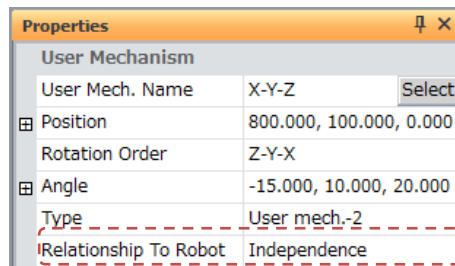 Properties
User Mechanism
User Mech. Name X-Y-Z Select
Position 800.000, 100.000, 0.000
Rotation Order Z-Y-X
Angle -15.000, 10.000, 20.000
Type User mech.-2
Relationship To Robot Independence